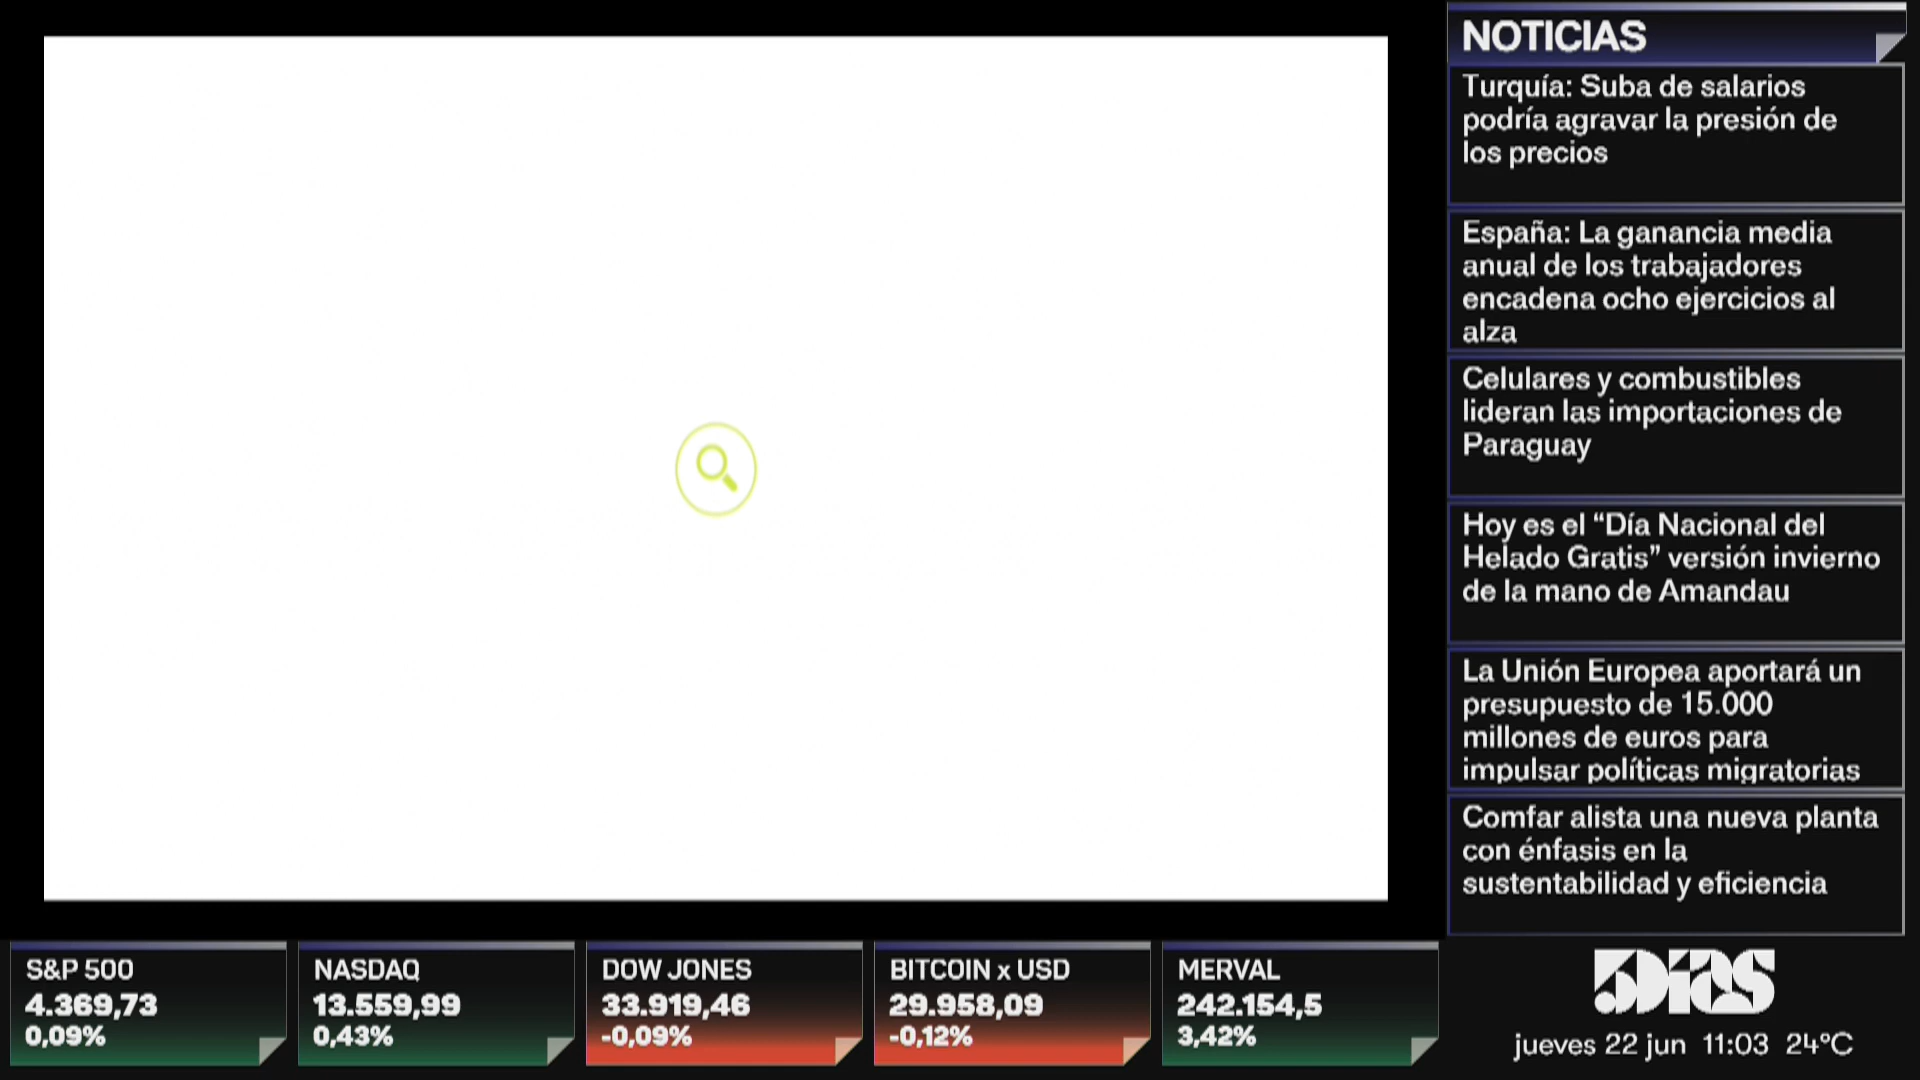 NOTICIAS
Turquía: Suba de salarios
podría agravar la presión de
los precios
España: La ganancia media
anual de los trabajadores
encadena ocho ejercicios al
alza
Celulares y combustibles
lideran las importaciones de
Paraguay
Hoy es el “Día Nacional del
Helado Gratis” versión invierno
de la mano de Amandau
La Unión Europea aportará un
presupuesto de 15.000
millones de euros para
impulsar políticas migratorias
Comfar alista una nueva planta
con énfasis en la
sustentabilidad y eficiencia
S&P 500
4.369,73
0,09%
NASDAQ
13.559,99
0,43%
DOW JONES
33.919,46
-0,09%
BITCOIN x USD
29.958,09
-0,12%
MERVAL
242.154,5
3,42%
5Días
jueves 22 jun 11:03 24°C